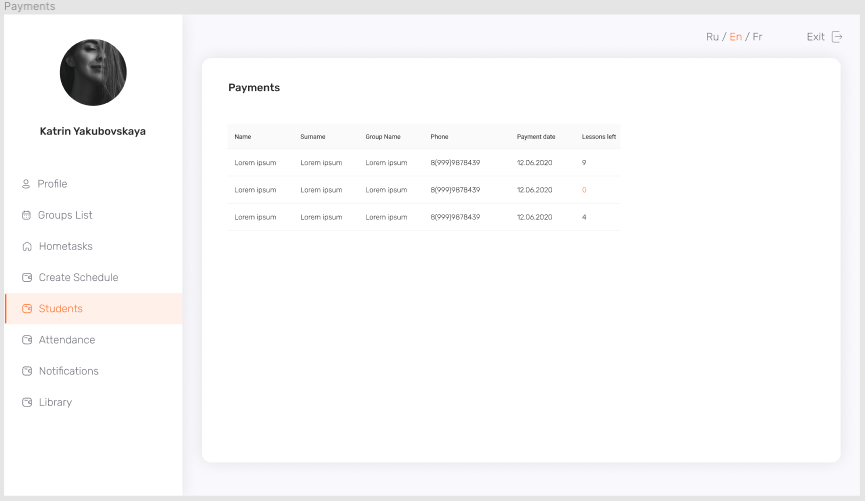 Payments
Ru / En / Fr
Exit
Katrin Yakubovskaya
Profile
Groups List
Hometasks
Create Schedule
Students
Attendance
Notifications
Library
Payments
Name Surname Group Name Phone Payment date Lessons left
Lorem ipsum Lorem ipsum Lorem ipsum 8(999)9878439 12.06.2020 9
Lorem ipsum Lorem ipsum Lorem ipsum 8(999)9878439 12.06.2020 0
Lorem ipsum Lorem ipsum Lorem ipsum 8(999)9878439 12.06.2020 4